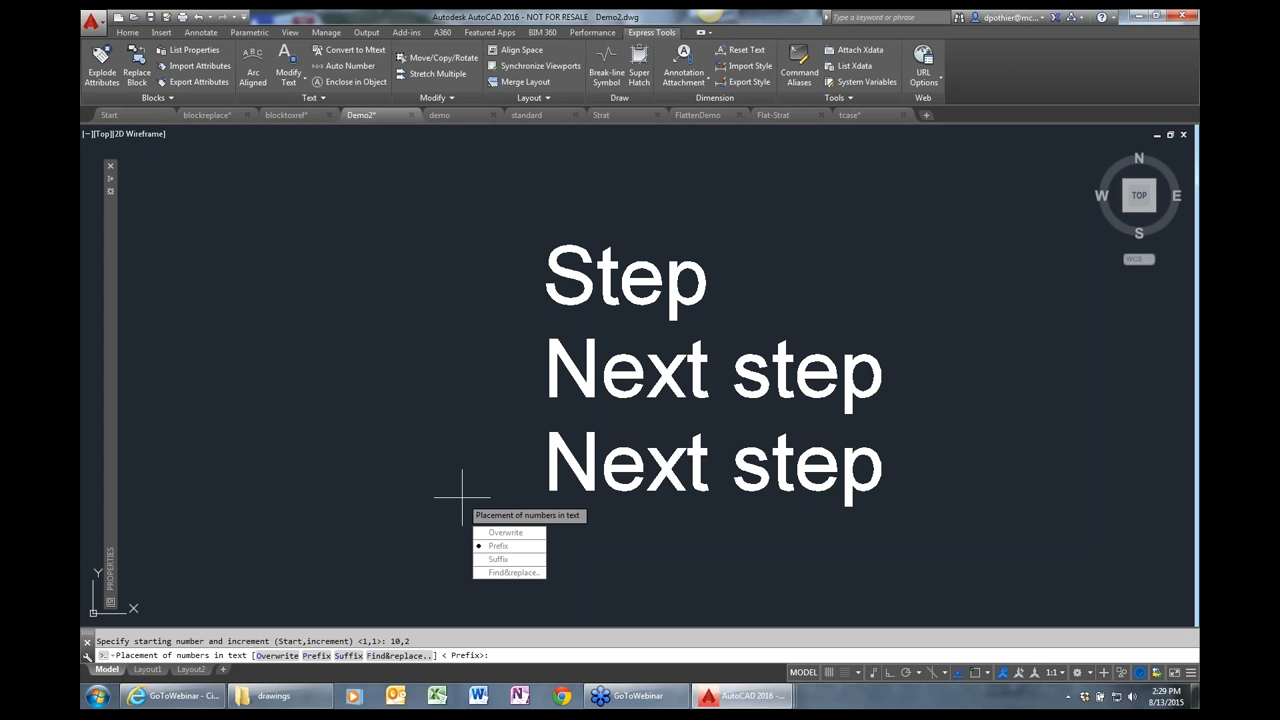 Autodesk AutoCAD 2016 - NOT FOR RESALE Demo2.dwg
Type a keyword or phrase
dpothier@mc...
Home Insert Annotate Parametric View Manage Output Add-ins A360 Featured Apps BIM 360 Performance Express Tools
Explode Attributes
Replace Block
List Properties
Import Attributes
Export Attributes
Blocks
Arc Aligned
Modify Text
Convert to Mtext
Auto Number
Enclose in Object
Text
Move/Copy/Rotate
Stretch Multiple
Modify
Align Space
Synchronize Viewports
Merge Layout
Layout
Break-line Symbol
Super Hatch
Draw
Annotation Attachment
Reset Text
Import Style
Export Style
Dimension
Command Aliases
Attach Xdata
List Xdata
System Variables
Tools
URL Options
Web
Start blockreplace* blocktoxref* Demo2* demo standard Strat FlattenDemo Flat-Strat tcase*
[−][Top][2D Wireframe]
N
W TOP E
S
WCS
Step
Next step
Next step
Placement of numbers in text
Overwrite
Prefix
Suffix
Find&replace..
PROPERTIES
Y
X
Specify starting number and increment (Start,increment) <1,1>: 10,2
Placement of numbers in text [Overwrite Prefix Suffix Find&replace..] < Prefix>:
Model Layout1 Layout2
MODEL
1:1
GoToWebinar - Ci...
drawings
GoToWebinar
AutoCAD 2016 -...
2:29 PM
8/13/2015